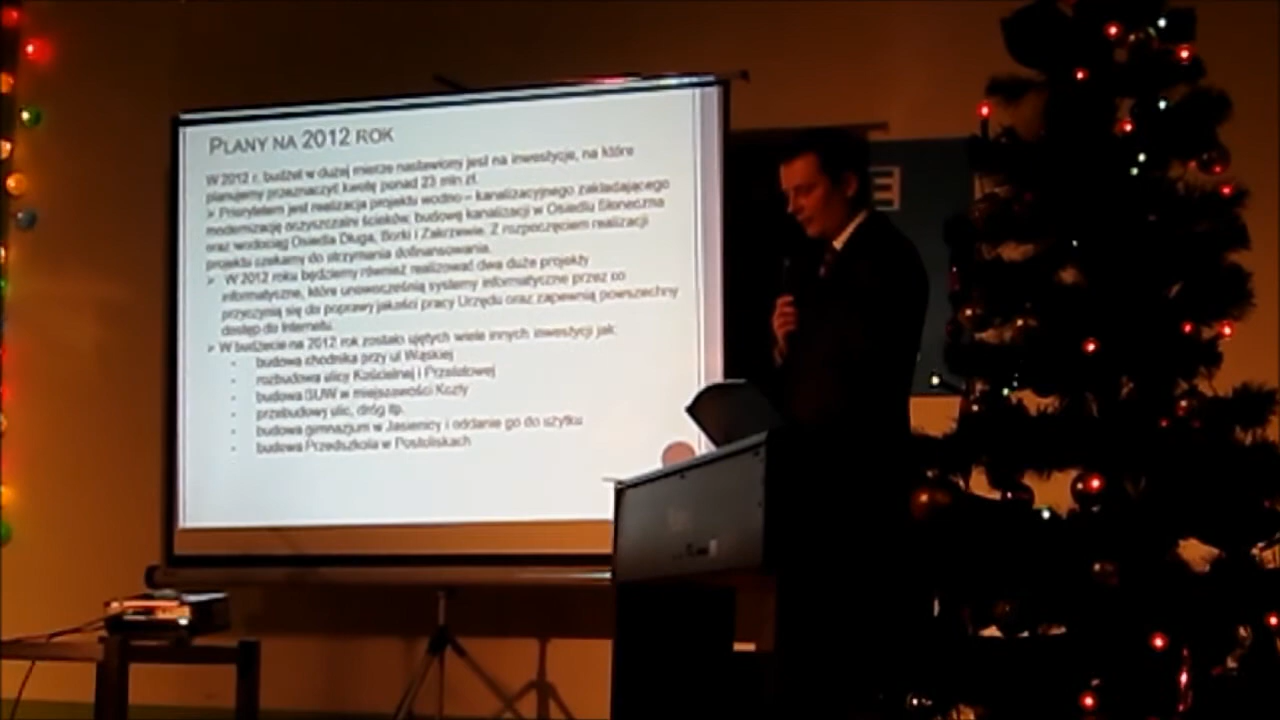 PLANY NA 2012 ROK
W 2012 r. budżet w dużej mierze nastawiony jest na inwestycje, na które
planujemy przeznaczyć kwotę ponad 23 mln zł.
➢ Priorytetem jest realizacja projektu wodno – kanalizacyjnego zakładającego
modernizację oczyszczalni ścieków, budowę kanalizacji w Osiedlu Słoneczna
oraz wodociąg Osiedla Długa, Borki i Zakrzewie. Z rozpoczęciem realizacji
projektu czekamy do otrzymania dofinansowania.
➢ W 2012 roku będziemy również realizować dwa duże projekty
informatyczne, które unowocześnią systemy informatyczne przez co
przyczynią się do poprawy jakości pracy Urzędu oraz zapewnią powszechny
dostęp do Internetu.
➢ W budżecie na 2012 rok zostało ujętych wiele innych inwestycji jak:
- budowa chodnika przy ul Wąskiej
- rozbudowa ulicy Kościelnej i Przelotowej
- budowa SUW w miejscowości Kozły
- przebudowy ulic, dróg itp.
- budowa gimnazjum w Jasienicy i oddanie go do użytku
- budowa Przedszkola w Postoliskach